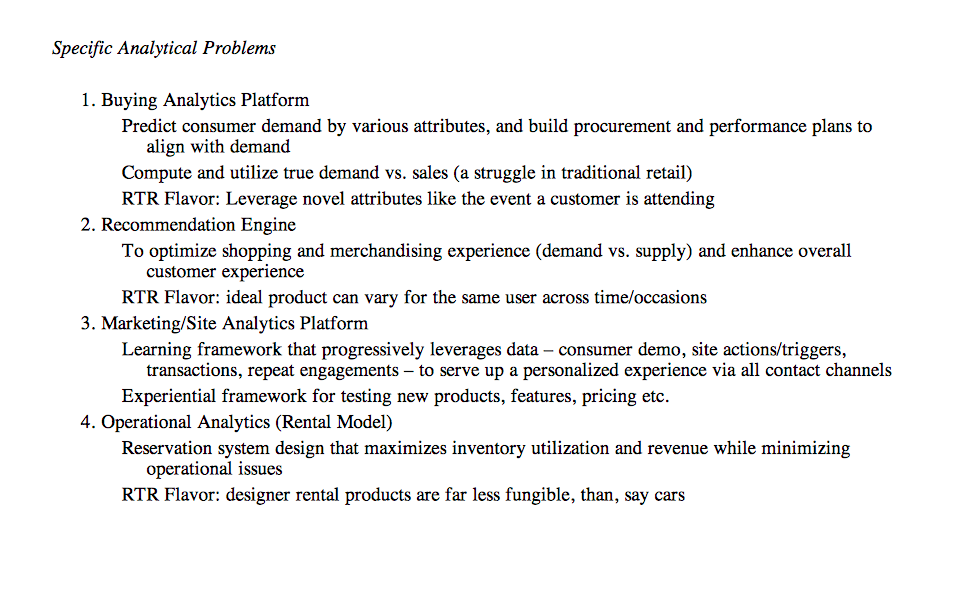 Specific Analytical Problems
1. Buying Analytics Platform
Predict consumer demand by various attributes, and build procurement and performance plans to
align with demand
Compute and utilize true demand vs. sales (a struggle in traditional retail)
RTR Flavor: Leverage novel attributes like the event a customer is attending
2. Recommendation Engine
To optimize shopping and merchandising experience (demand vs. supply) and enhance overall
customer experience
RTR Flavor: ideal product can vary for the same user across time/occasions
3. Marketing/Site Analytics Platform
Learning framework that progressively leverages data – consumer demo, site actions/triggers,
transactions, repeat engagements – to serve up a personalized experience via all contact channels
Experiential framework for testing new products, features, pricing etc.
4. Operational Analytics (Rental Model)
Reservation system design that maximizes inventory utilization and revenue while minimizing
operational issues
RTR Flavor: designer rental products are far less fungible, than, say cars